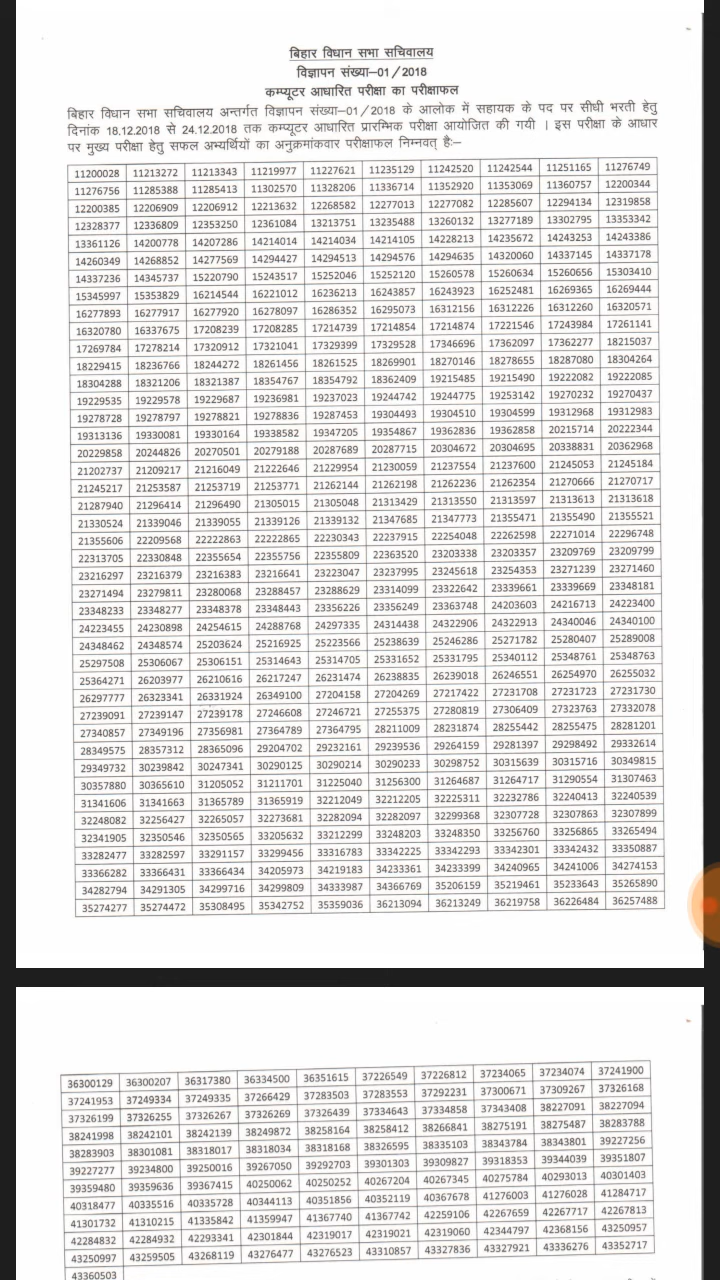 बिहार विधान सभा सचिवालय
विज्ञापन संख्या–01/2018
कम्प्यूटर आधारित परीक्षा का परीक्षाफल
बिहार विधान सभा सचिवालय अन्तर्गत विज्ञापन संख्या–01/2018 के आलोक में सहायक के पद पर सीधी भरती हेतु
दिनांक 18.12.2018 से 24.12.2018 तक कम्प्यूटर आधारित प्रारम्भिक परीक्षा आयोजित की गयी । इस परीक्षा के आधार
पर मुख्य परीक्षा हेतु सफल अभ्यर्थियों का अनुक्रमांकवार परीक्षाफल निम्नवत् है:–
11200028 11213272 11213343 11219977 11227621 11235129 11242520 11242544 11251165 11276749
11276756 11285388 11285413 11302570 11328206 11336714 11352920 11353069 11360757 12200344
12200385 12206909 12206912 12213632 12268582 12277013 12277082 12285607 12294134 12319858
12328377 12336809 12353250 12361084 13213751 13235488 13260132 13277189 13302795 13353342
13361126 14200778 14207286 14214014 14214034 14214105 14228213 14235672 14243253 14243386
14260349 14268852 14277569 14294427 14294513 14294576 14294635 14320060 14337145 14337178
14337236 14345737 15220790 15243517 15252046 15252120 15260578 15260634 15260656 15303410
15345997 15353829 16214544 16221012 16236213 16243857 16243923 16252481 16269365 16269444
16277893 16277917 16277920 16278097 16286352 16295073 16312156 16312226 16312260 16320571
16320780 16337675 17208239 17208285 17214739 17214854 17214874 17221546 17243984 17261141
17269784 17278214 17320912 17321041 17329399 17329528 17346696 17362097 17362277 18215037
18229415 18236766 18244272 18261456 18261525 18269901 18270146 18278655 18287080 18304264
18304288 18321206 18321387 18354767 18354792 18362409 19215485 19215490 19222082 19222085
19229535 19229578 19229687 19236981 19237023 19244742 19244775 19253142 19270232 19270437
19278728 19278797 19278821 19278836 19287453 19304493 19304510 19304599 19312968 19312983
19313136 19330081 19330164 19338582 19347205 19354867 19362836 19362858 20215714 20222344
20229858 20244826 20270501 20279188 20287689 20287715 20304672 20304695 20338831 20362968
21202737 21209217 21216049 21222646 21229954 21230059 21237554 21237600 21245053 21245184
21245217 21253587 21253719 21253771 21262144 21262198 21262236 21262354 21270666 21270717
21287940 21296414 21296490 21305015 21305048 21313429 21313550 21313597 21313613 21313618
21330524 21339046 21339055 21339126 21339132 21347685 21347773 21355471 21355490 21355521
21355606 22209568 22222863 22222865 22230343 22237915 22254048 22262598 22271014 22296748
22313705 22330848 22355654 22355756 22355809 22363520 23203338 23203357 23209769 23209799
23216297 23216379 23216383 23216641 23223047 23237995 23245618 23254353 23271239 23271460
23271494 23279811 23280068 23288457 23288629 23314099 23322642 23339661 23339669 23348181
23348233 23348277 23348378 23348443 23356226 23356249 23363748 24203603 24216713 24223400
24223455 24230898 24254615 24288768 24297335 24314438 24322906 24322913 24340046 24340100
24348462 24348574 25203624 25216925 25223566 25238639 25246286 25271782 25280407 25289008
25297508 25306067 25306151 25314643 25314705 25331652 25331795 25340112 25348761 25348763
25364271 26203977 26210616 26217247 26231474 26238835 26239018 26246551 26254970 26255032
26297777 26323341 26331924 26349100 27204158 27204269 27217422 27231708 27231723 27231730
27239091 27239147 27239178 27246608 27246721 27255375 27280819 27306409 27323763 27332078
27340857 27349196 27356981 27364789 27364795 28211009 28231874 28255442 28255475 28281201
28349575 28357312 28365096 29204702 29232161 29239536 29264159 29281397 29298492 29332614
29349732 30239842 30247341 30290125 30290214 30290233 30298752 30315639 30315716 30349815
30357880 30365610 31205052 31211701 31225040 31256300 31264687 31264717 31290554 31307463
31341606 31341663 31365789 31365919 32212049 32212205 32225311 32232786 32240413 32240539
32248082 32256427 32265057 32273681 32282094 32282097 32299368 32307728 32307863 32307899
32341905 32350546 32350565 33205632 33212299 33248203 33248350 33256760 33256865 33265494
33282477 33282597 33291157 33299456 33316783 33342225 33342293 33342301 33342432 33350887
33366282 33366431 33366434 34205973 34219183 34233361 34233399 34240965 34241006 34274153
34282794 34291305 34299716 34299809 34333987 34366769 35206159 35219461 35233643 35265890
35274277 35274472 35308495 35342752 35359036 36213094 36213249 36219758 36226484 36257488
36300129 36300207 36317380 36334500 36351615 37226549 37226812 37234065 37234074 37241900
37241953 37249334 37249335 37266429 37283503 37283553 37292231 37300671 37309267 37326168
37326199 37326255 37326267 37326269 37326439 37334643 37334858 37343408 38227091 38227094
38241998 38242101 38242139 38249872 38258164 38258412 38266841 38275191 38275487 38283788
38283903 38301081 38318017 38318034 38318168 38326595 38335103 38343784 38343801 39227256
39227277 39234800 39250016 39267050 39292703 39301303 39309827 39318353 39344039 39351807
39359480 39359636 39367415 40250062 40250252 40267204 40267345 40275784 40293013 40301403
40318477 40335516 40335728 40344113 40351856 40352119 40367678 41276003 41276028 41284717
41301732 41310215 41335842 41359947 41367740 41367742 42259106 42267659 42267717 42267813
42284832 42284932 42293341 42301844 42319017 42319021 42319060 42344797 42368156 43250957
43250997 43259505 43268119 43276477 43276523 43310857 43327836 43327921 43336276 43352717
43360503